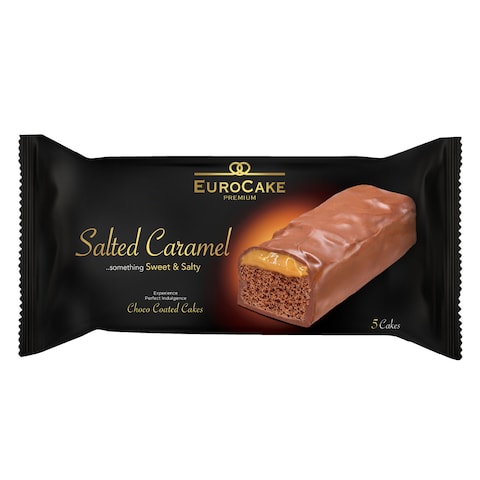 EUROCAKE
PREMIUM
Salted Caramel
..something Sweet & Salty
Experience
Perfect Indulgence
Choco Coated Cakes
5 Cakes